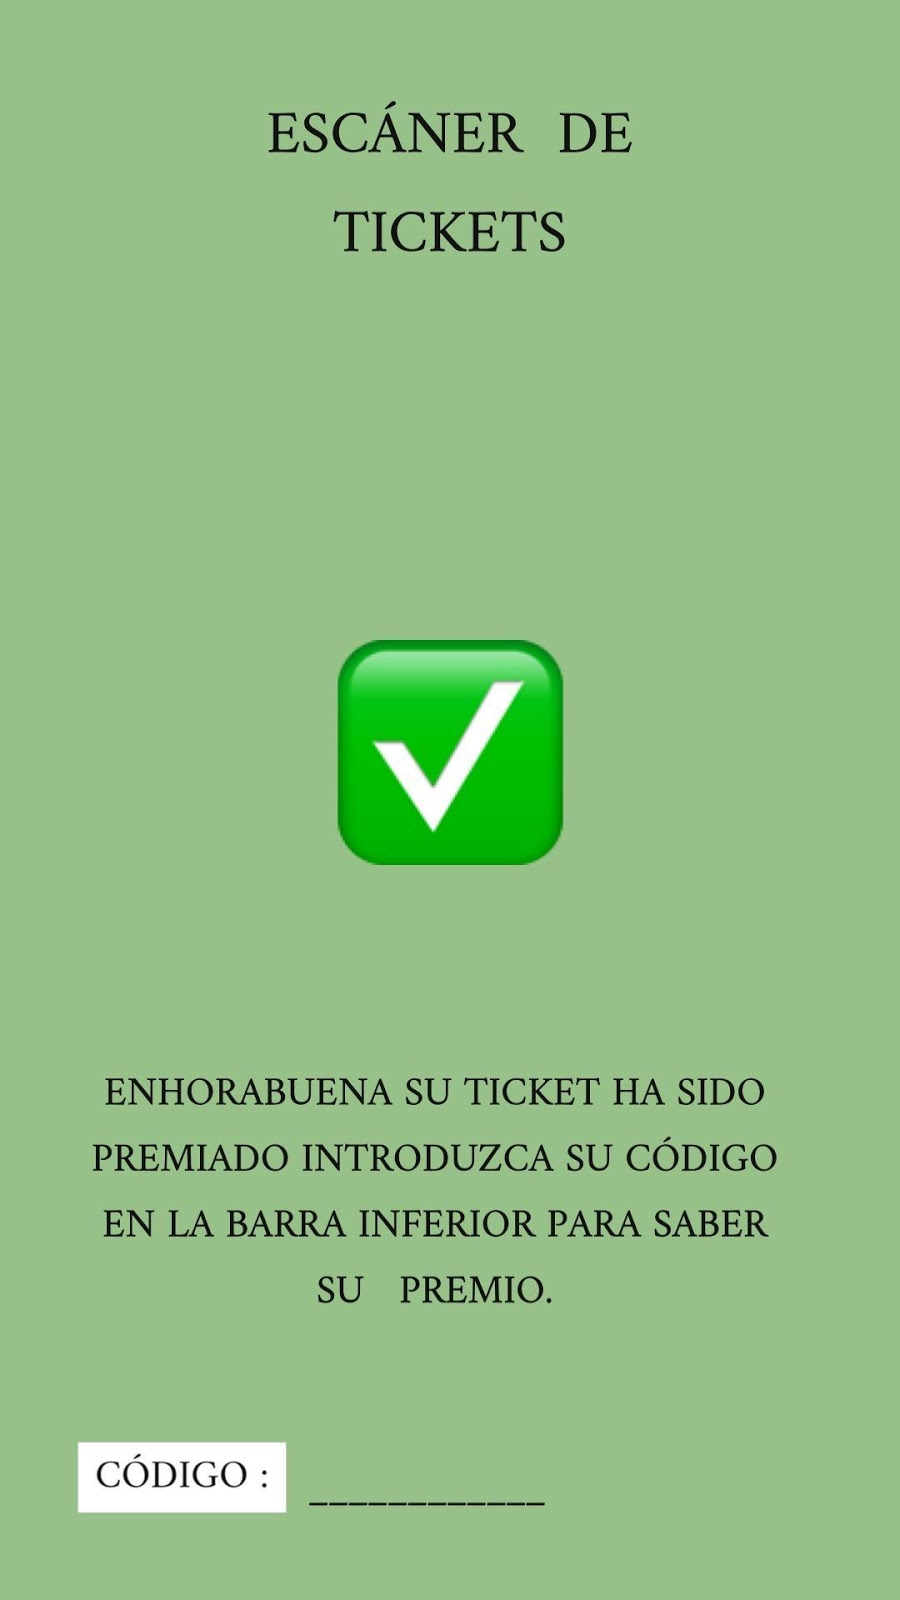 ESCÁNER DE
TICKETS
ENHORABUENA SU TICKET HA SIDO
PREMIADO INTRODUZCA SU CÓDIGO
EN LA BARRA INFERIOR PARA SABER
SU PREMIO.
CÓDIGO : ____________